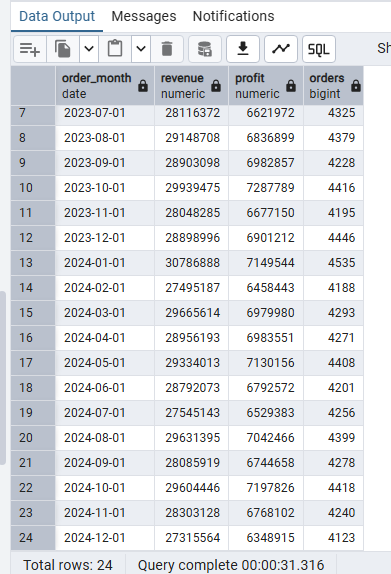 Data Output Messages Notifications
SQL Sh
order_month date revenue numeric profit numeric orders bigint
7 2023-07-01 28116372 6621972 4325
8 2023-08-01 29148708 6836899 4379
9 2023-09-01 28903098 6982857 4228
10 2023-10-01 29939475 7287789 4416
11 2023-11-01 28048285 6677150 4195
12 2023-12-01 28898996 6901212 4446
13 2024-01-01 30786888 7149544 4535
14 2024-02-01 27495187 6458443 4188
15 2024-03-01 29665614 6979980 4293
16 2024-04-01 28956193 6983551 4271
17 2024-05-01 29334013 7130156 4408
18 2024-06-01 28792073 6792572 4201
19 2024-07-01 27545143 6529383 4256
20 2024-08-01 29631395 7042466 4399
21 2024-09-01 28085919 6744658 4278
22 2024-10-01 29604446 7197826 4418
23 2024-11-01 28303128 6768102 4240
24 2024-12-01 27315564 6348915 4123
Total rows: 24 Query complete 00:00:31.316